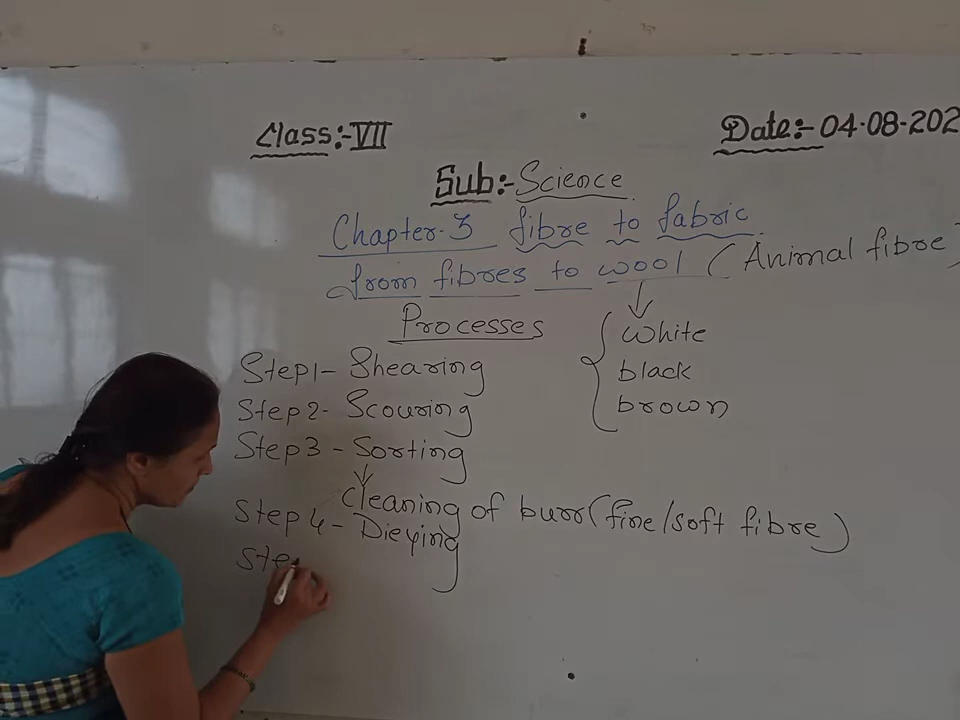 Class:- VII
Date:- 04-08-202
Sub:- Science
Chapter-3 fibre to fabric
from fibres to wool (Animal fibre)
Processes
white
black
brown
Step1- Shearing
Step2- Scouring
Step3 - Sorting
cleaning of burr (fine/soft fibre)
Step 4 - Dieying
Ste